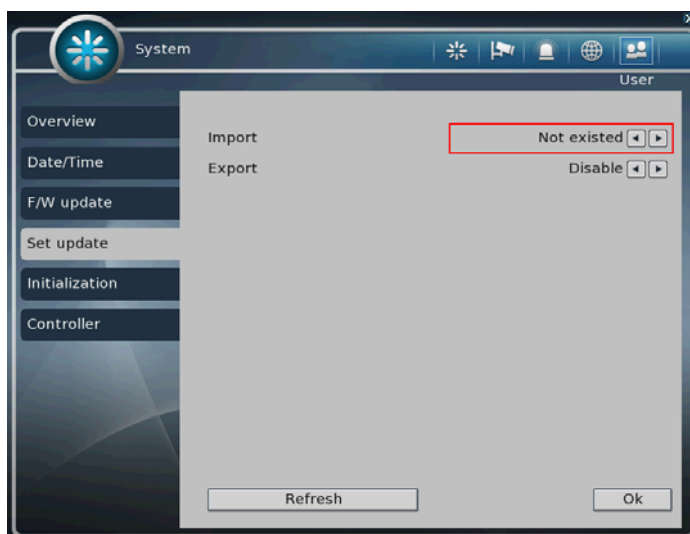 System
User
Overview
Date/Time
F/W update
Set update
Initialization
Controller
Import Not existed
Export Disable
Refresh Ok